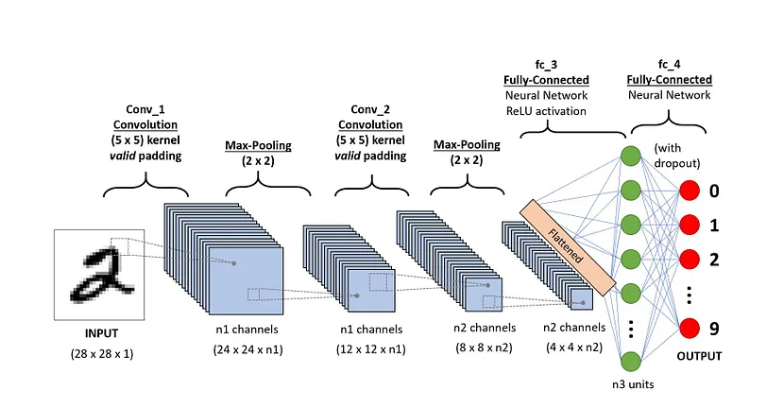 fc_3
Fully-Connected
Neural Network
ReLU activation
fc_4
Fully-Connected
Neural Network
Conv_1
Convolution
(5 x 5) kernel
valid padding
Max-Pooling
(2 x 2)
Conv_2
Convolution
(5 x 5) kernel
valid padding
Max-Pooling
(2 x 2)
(with
dropout)
Flattened
0
1
2
9
OUTPUT
INPUT
(28 x 28 x 1)
n1 channels
(24 x 24 x n1)
n1 channels
(12 x 12 x n1)
n2 channels
(8 x 8 x n2)
n2 channels
(4 x 4 x n2)
n3 units
2